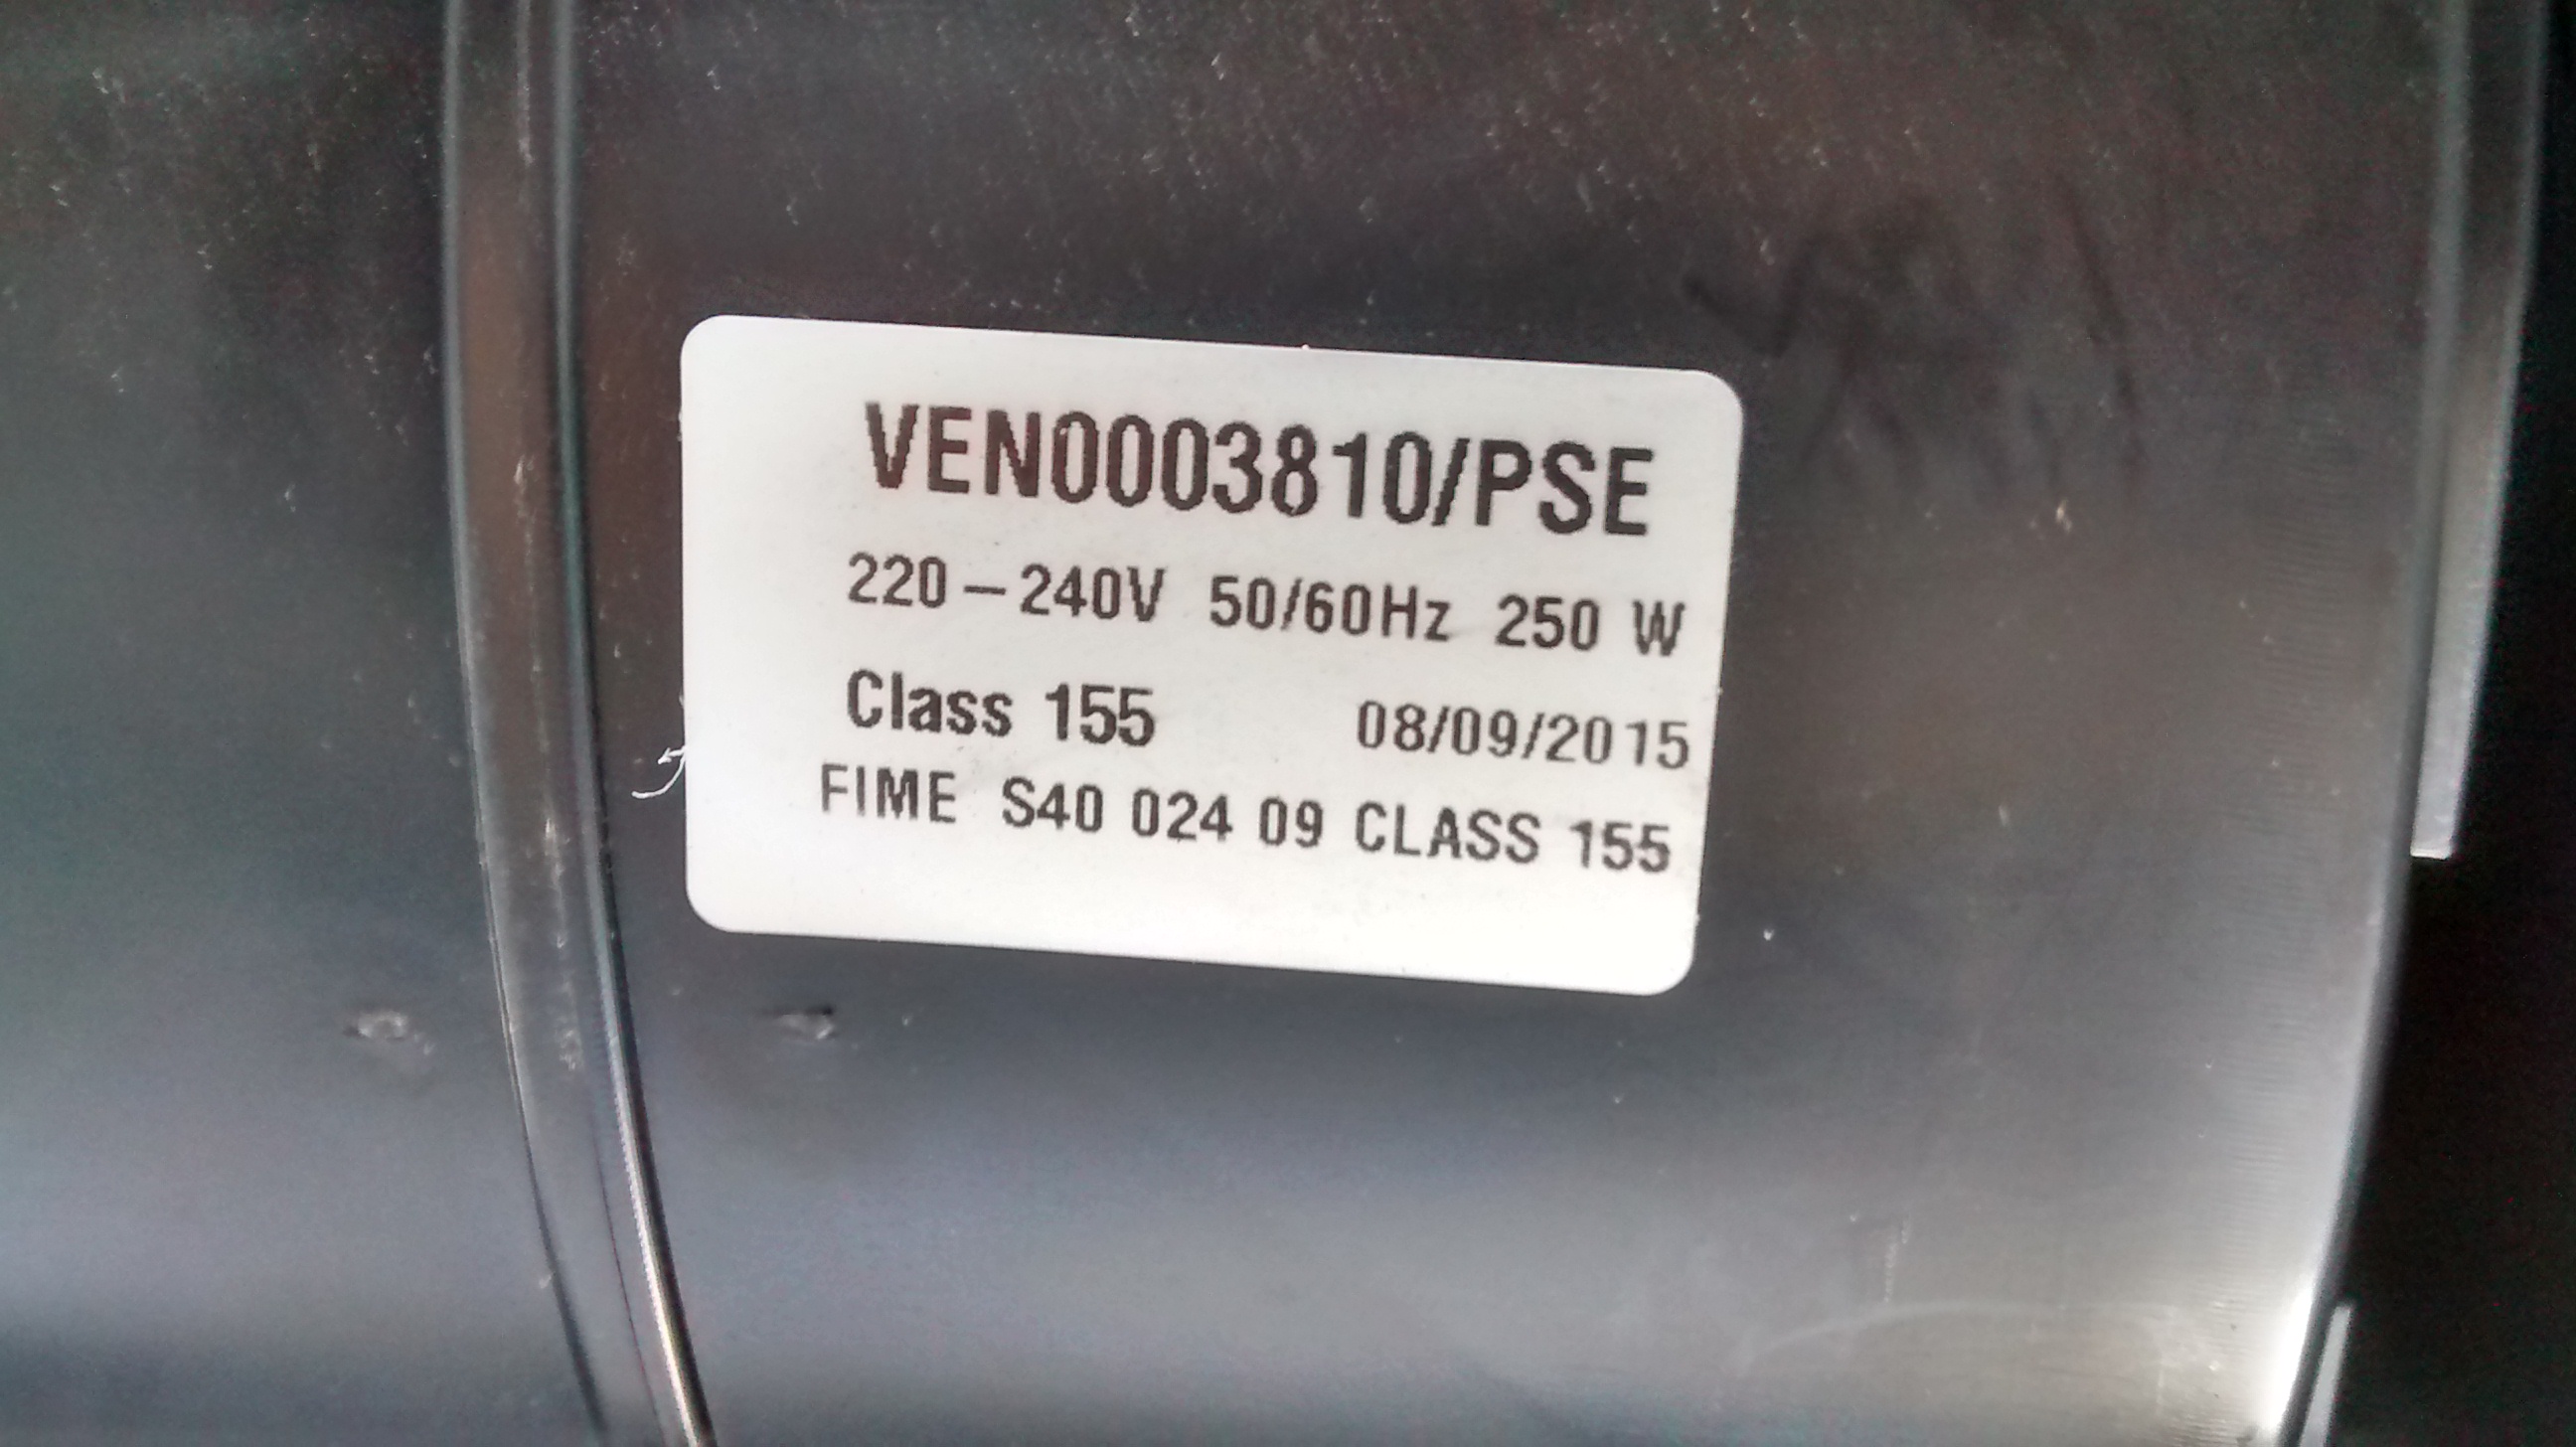 VEN0003810/PSE
220-240V 50/60Hz 250 W
Class 155 08/09/2015
FIME S40 024 09 CLASS 155